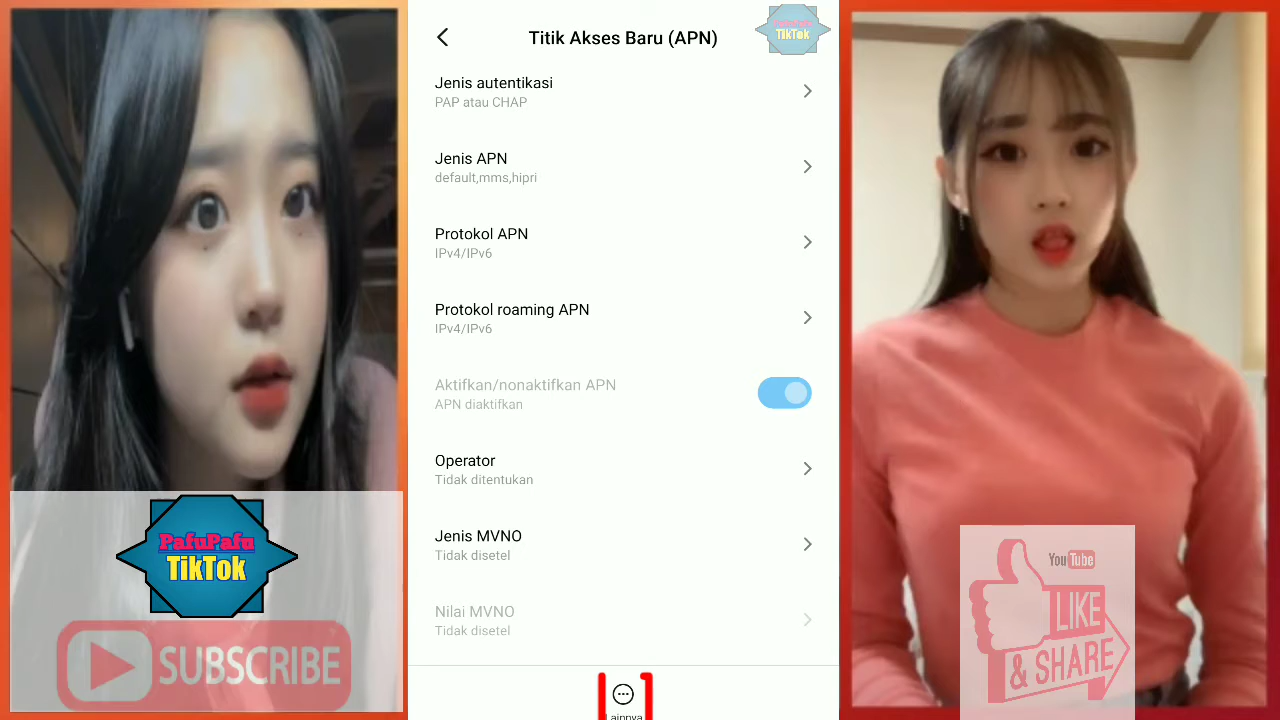 Titik Akses Baru (APN)
PafuPafu
TikTok
Jenis autentikasi
PAP atau CHAP
Jenis APN
default,mms,hipri
Protokol APN
IPv4/IPv6
Protokol roaming APN
IPv4/IPv6
Aktifkan/nonaktifkan APN
APN diaktifkan
Operator
Tidak ditentukan
Jenis MVNO
Tidak disetel
Nilai MVNO
Tidak disetel
Lainnya
PafuPafu
TikTok
SUBSCRIBE
YouTube
LIKE
& SHARE